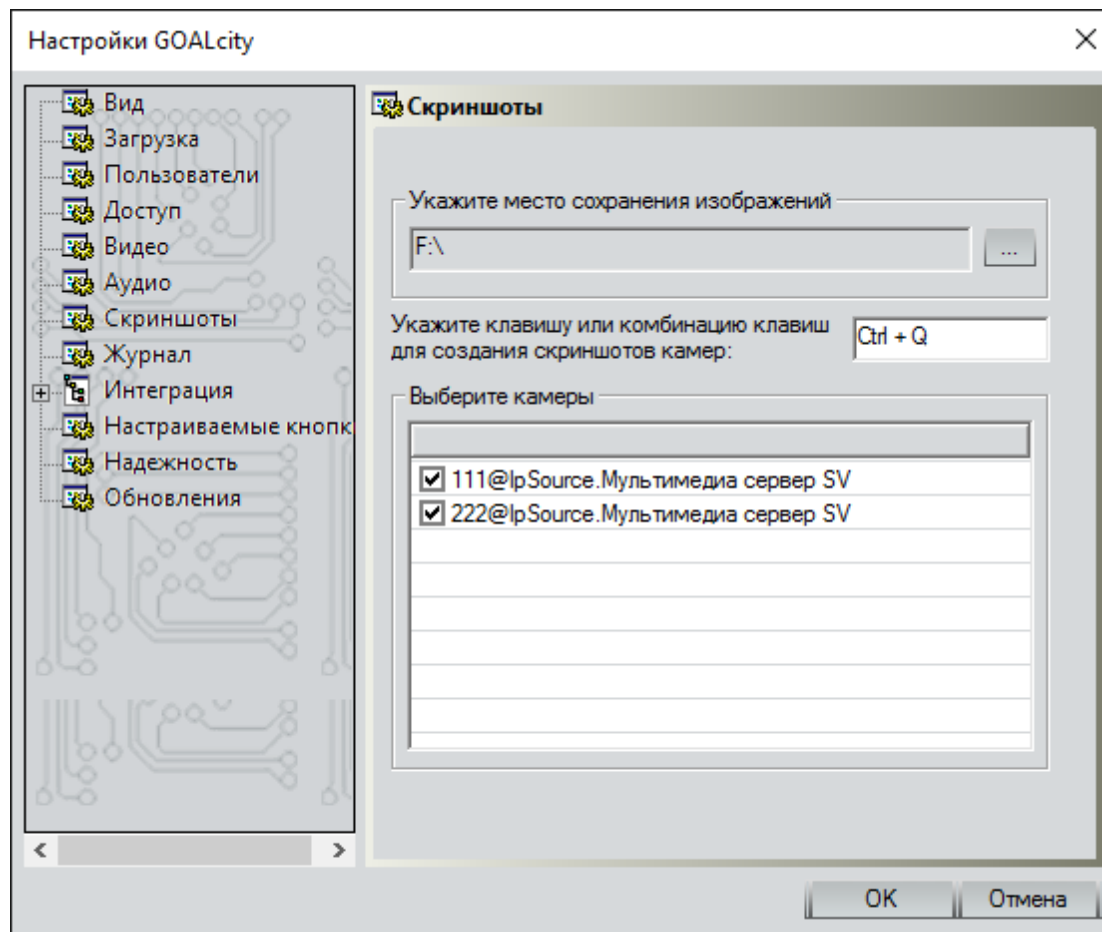 Настройки GOALcity
Вид
Загрузка
Пользователи
Доступ
Видео
Аудио
Скриншоты
Журнал
Интеграция
Настраиваемые кнопк
Надежность
Обновления
Скриншоты
Укажите место сохранения изображений
F:\
...
Укажите клавишу или комбинацию клавиш
для создания скриншотов камер:
Ctrl + Q
Выберите камеры
111@IpSource.Мультимедиа сервер SV
222@IpSource.Мультимедиа сервер SV
OK
Отмена